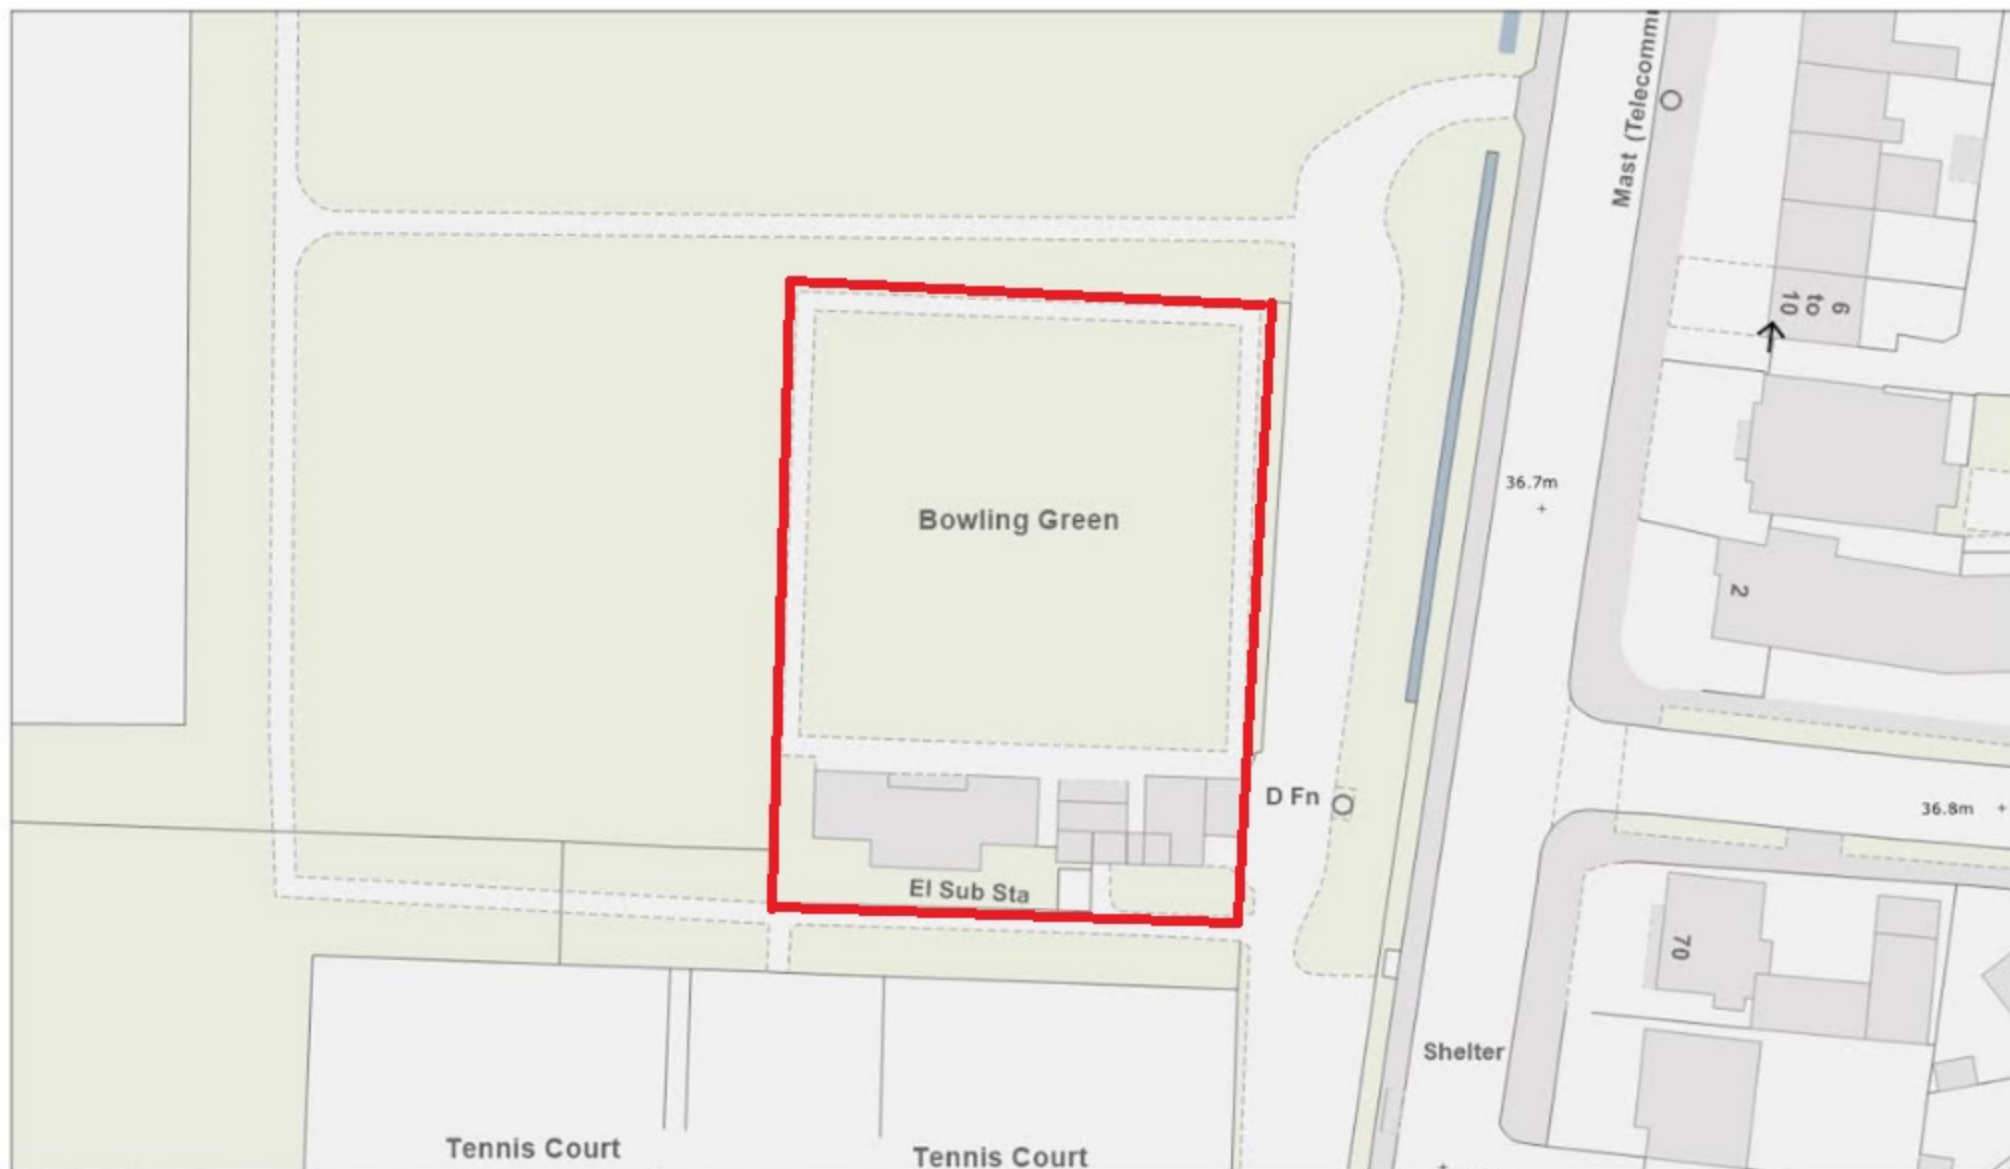 Mast (Telecommu
6
to
10
Bowling Green
36.7m
2
D Fn
36.8m
El Sub Sta
70
Shelter
Tennis Court
Tennis Court